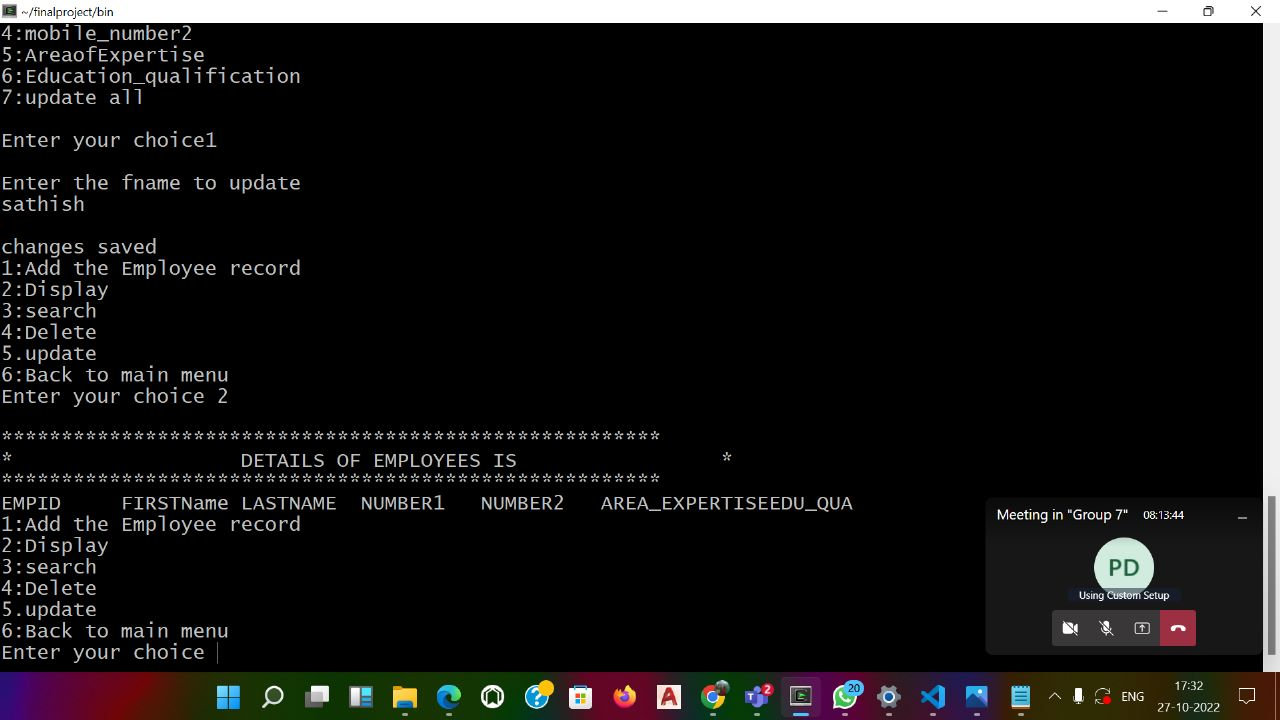 ~/finalproject/bin
4:mobile_number2
5:AreaofExpertise
6:Education_qualification
7:update all
Enter your choice1
Enter the fname to update
sathish
changes saved
1:Add the Employee record
2:Display
3:search
4:Delete
5.update
6:Back to main menu
Enter your choice 2
*******************************************************
* DETAILS OF EMPLOYEES IS *
*******************************************************
EMPID FIRSTName LASTNAME NUMBER1 NUMBER2 AREA_EXPERTISEEDU_QUA
1:Add the Employee record
2:Display
3:search
4:Delete
5.update
6:Back to main menu
Enter your choice
Meeting in "Group 7" 08:13:44
PD
Using Custom Setup
2
20
ENG
17:32
27-10-2022